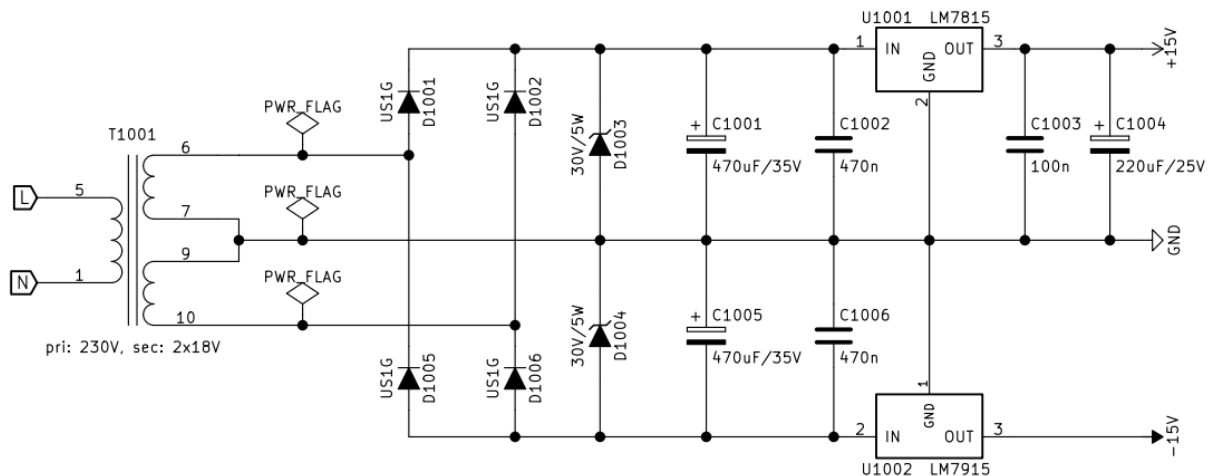 U1001 LM7815
1 IN OUT 3
GND
2
+15V
US1G
D1001
US1G
D1002
PWR_FLAG
30V/5W
D1003
+ C1001
470uF/35V
C1002
470n
C1003
100n
+ C1004
220uF/25V
T1001
6
L 5
PWR_FLAG
7
GND
9
N 1
PWR_FLAG
10
pri: 230V, sec: 2x18V
US1G
D1005
US1G
D1006
30V/5W
D1004
+ C1005
470uF/35V
C1006
470n
1
GND
2 IN OUT 3
-15V
U1002 LM7915